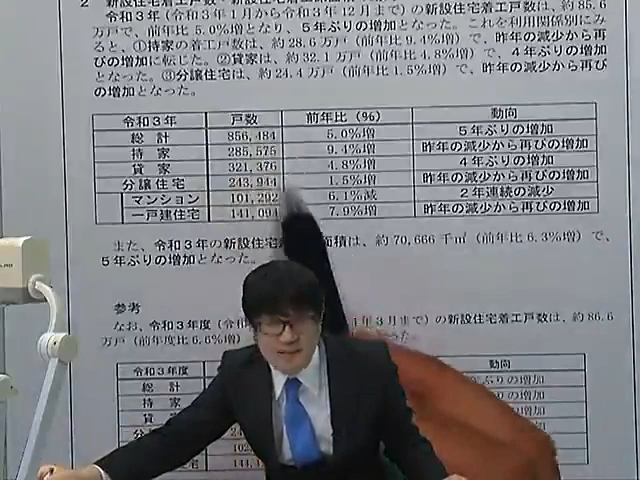 2 新設住宅着工戸数・新設住宅着工床面積
令和３年（令和３年１月から令和３年12月まで）の新設住宅着工戸数は、約85.6
万戸で、前年比5.0%増となり、５年ぶりの増加となった。これを利用関係別にみ
ると、①持家の着工戸数は、約28.6万戸（前年比9.4%増）で、昨年の減少から再
びの増加に転じた。②貸家は、約32.1万戸（前年比4.8%増）で、４年ぶりの増加
となった。③分譲住宅は、約24.4万戸（前年比1.5%増）で、昨年の減少から再び
の増加となった。
令和３年 戸数 前年比（%） 動向
総計 856,484 5.0%増 ５年ぶりの増加
持家 285,575 9.4%増 昨年の減少から再びの増加
貸家 321,376 4.8%増 ４年ぶりの増加
分譲住宅 243,944 1.5%増 昨年の減少から再びの増加
マンション 101,292 6.1%減 ２年連続の減少
一戸建住宅 141,094 7.9%増 昨年の減少から再びの増加
また、令和３年の新設住宅 面積は、約70,666千㎡（前年比6.3%増）で、
５年ぶりの増加となった。
参考
なお、令和３年度（令和 年３月まで）の新設住宅着工戸数は、約86.6
万戸（前年度比6.6%増） った。
令和３年度 動向
総計 ぶりの増加
持家 の増加
貸 ぶりの増加
分